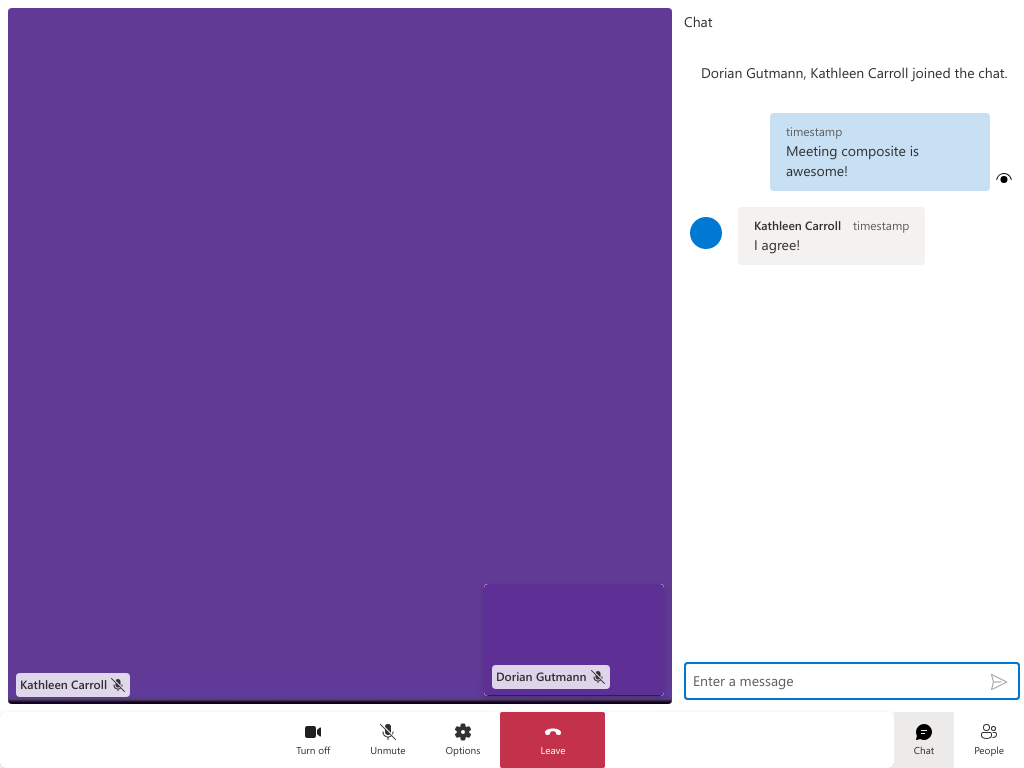 Chat
Dorian Gutmann, Kathleen Carroll joined the chat.
timestamp
Meeting composite is
awesome!
Kathleen Carroll timestamp
I agree!
Kathleen Carroll
Dorian Gutmann
Enter a message
Turn off
Unmute
Options
Leave
Chat
People